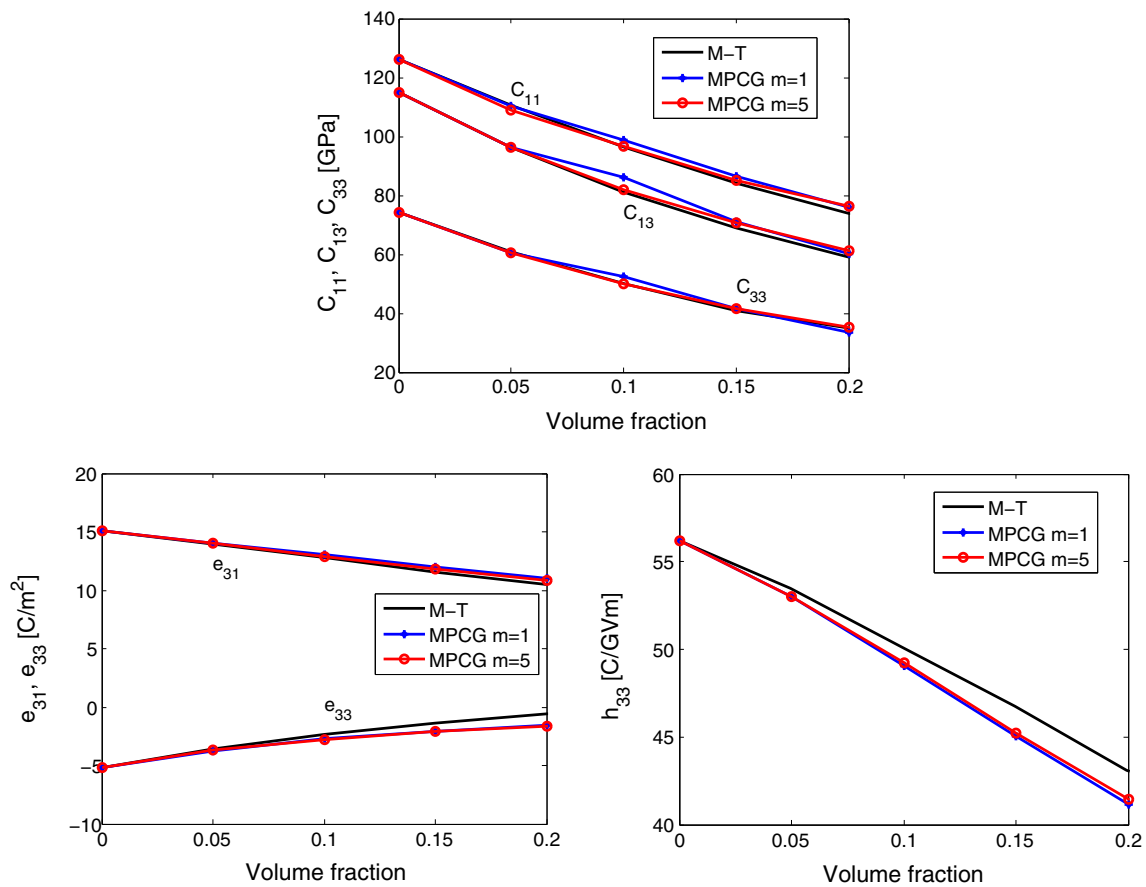 140
120
100
80
60
40
20
C₁₁, C₁₃, C₃₃ [GPa]
M−T
MPCG m=1
MPCG m=5
C₁₁
C₁₃
C₃₃
0 0.05 0.1 0.15 0.2
Volume fraction
20
15
10
5
0
−5
−10
e₃₁, e₃₃ [C/m²]
e₃₁
M−T
MPCG m=1
MPCG m=5
e₃₃
0 0.05 0.1 0.15 0.2
Volume fraction
60
55
50
45
40
h₃₃ [C/GVm]
M−T
MPCG m=1
MPCG m=5
0 0.05 0.1 0.15 0.2
Volume fraction